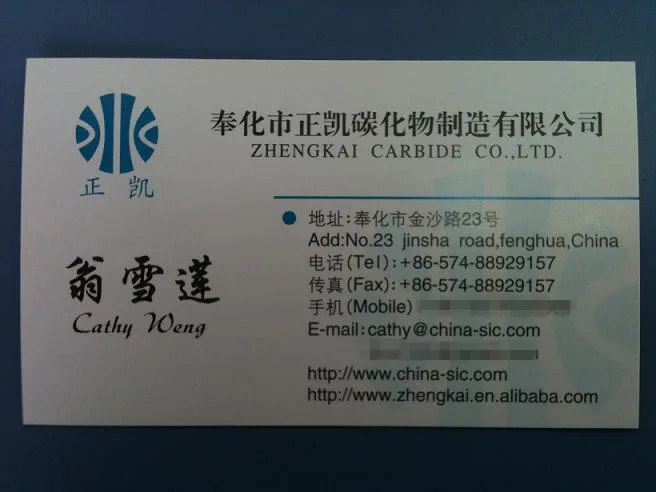 正凯
奉化市正凯碳化物制造有限公司
ZHENGKAI CARBIDE CO.,LTD.
翁雪莲
Cathy Weng
地址:奉化市金沙路23号
Add:No.23 jinsha road,fenghua,China
电话(Tel):+86-574-88929157
传真(Fax):+86-574-88929157
手机(Mobile)
E-mail:cathy@china-sic.com
http://www.china-sic.com
http://www.zhengkai.en.alibaba.com